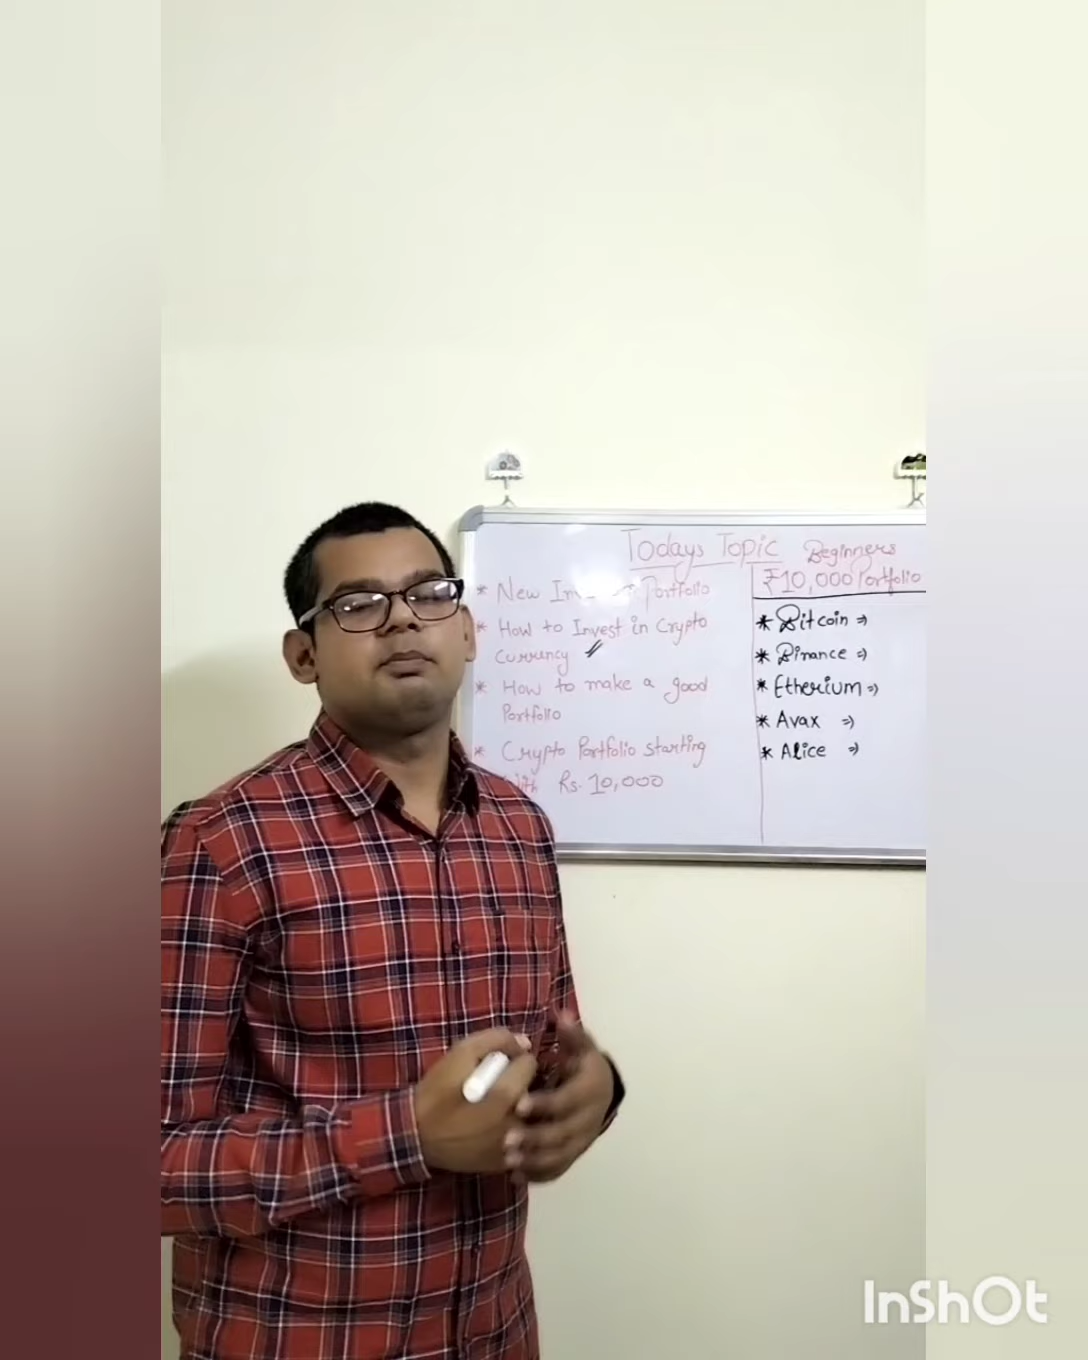 Todays Topic
* New Portfolio
* How to Invest in Crypto
Currency
* How to make a good
Portfolio
* Crypto Portfolio starting
With Rs. 10,000
Beginners
₹10,000 Portfolio
* Bitcoin ⇒
* Binance ⇒
* Etherium ⇒
* Avax ⇒
* Alice ⇒
InShOt